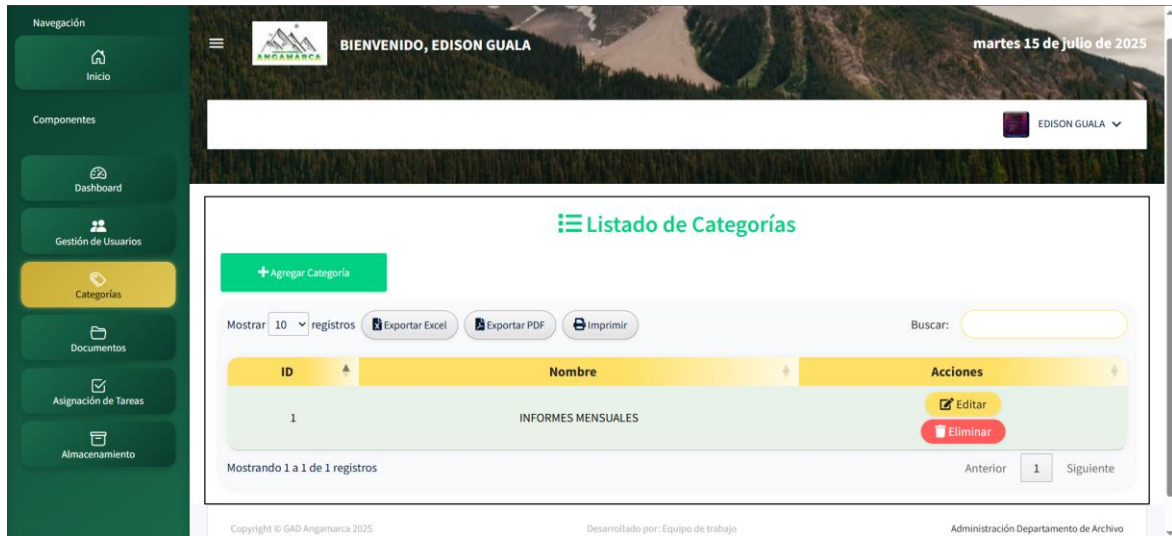 Navegación
Inicio
Componentes
Dashboard
Gestión de Usuarios
Categorías
Documentos
Asignación de Tareas
Almacenamiento
ANGAMARCA
BIENVENIDO, EDISON GUALA
martes 15 de julio de 2025
EDISON GUALA
Listado de Categorías
Agregar Categoría
Mostrar 10 registros Exportar Excel Exportar PDF Imprimir Buscar:
ID Nombre Acciones
1 INFORMES MENSUALES Editar
Eliminar
Mostrando 1 a 1 de 1 registros Anterior 1 Siguiente
Copyright © GAD Angamarca 2025 Desarrollado por: Equipo de trabajo Administración Departamento de Archivo